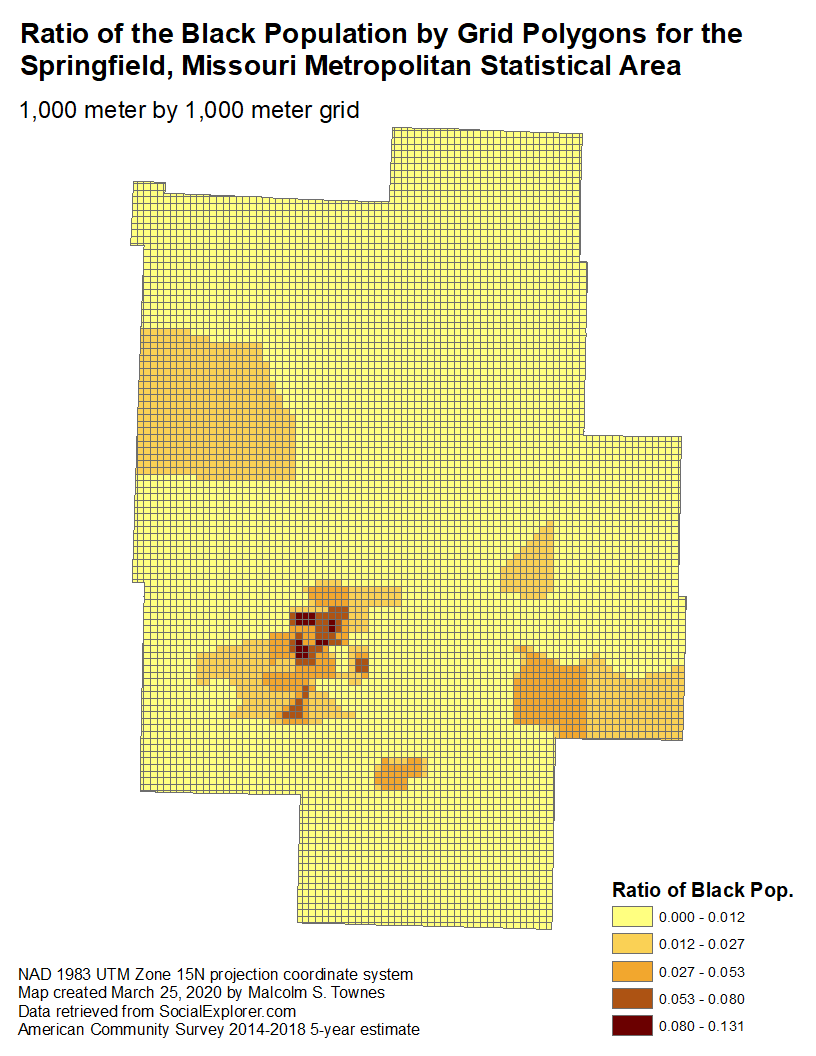 Ratio of the Black Population by Grid Polygons for the
Springfield, Missouri Metropolitan Statistical Area
1,000 meter by 1,000 meter grid
Ratio of Black Pop.
0.000 - 0.012
0.012 - 0.027
0.027 - 0.053
0.053 - 0.080
0.080 - 0.131
NAD 1983 UTM Zone 15N projection coordinate system
Map created March 25, 2020 by Malcolm S. Townes
Data retrieved from SocialExplorer.com
American Community Survey 2014-2018 5-year estimate